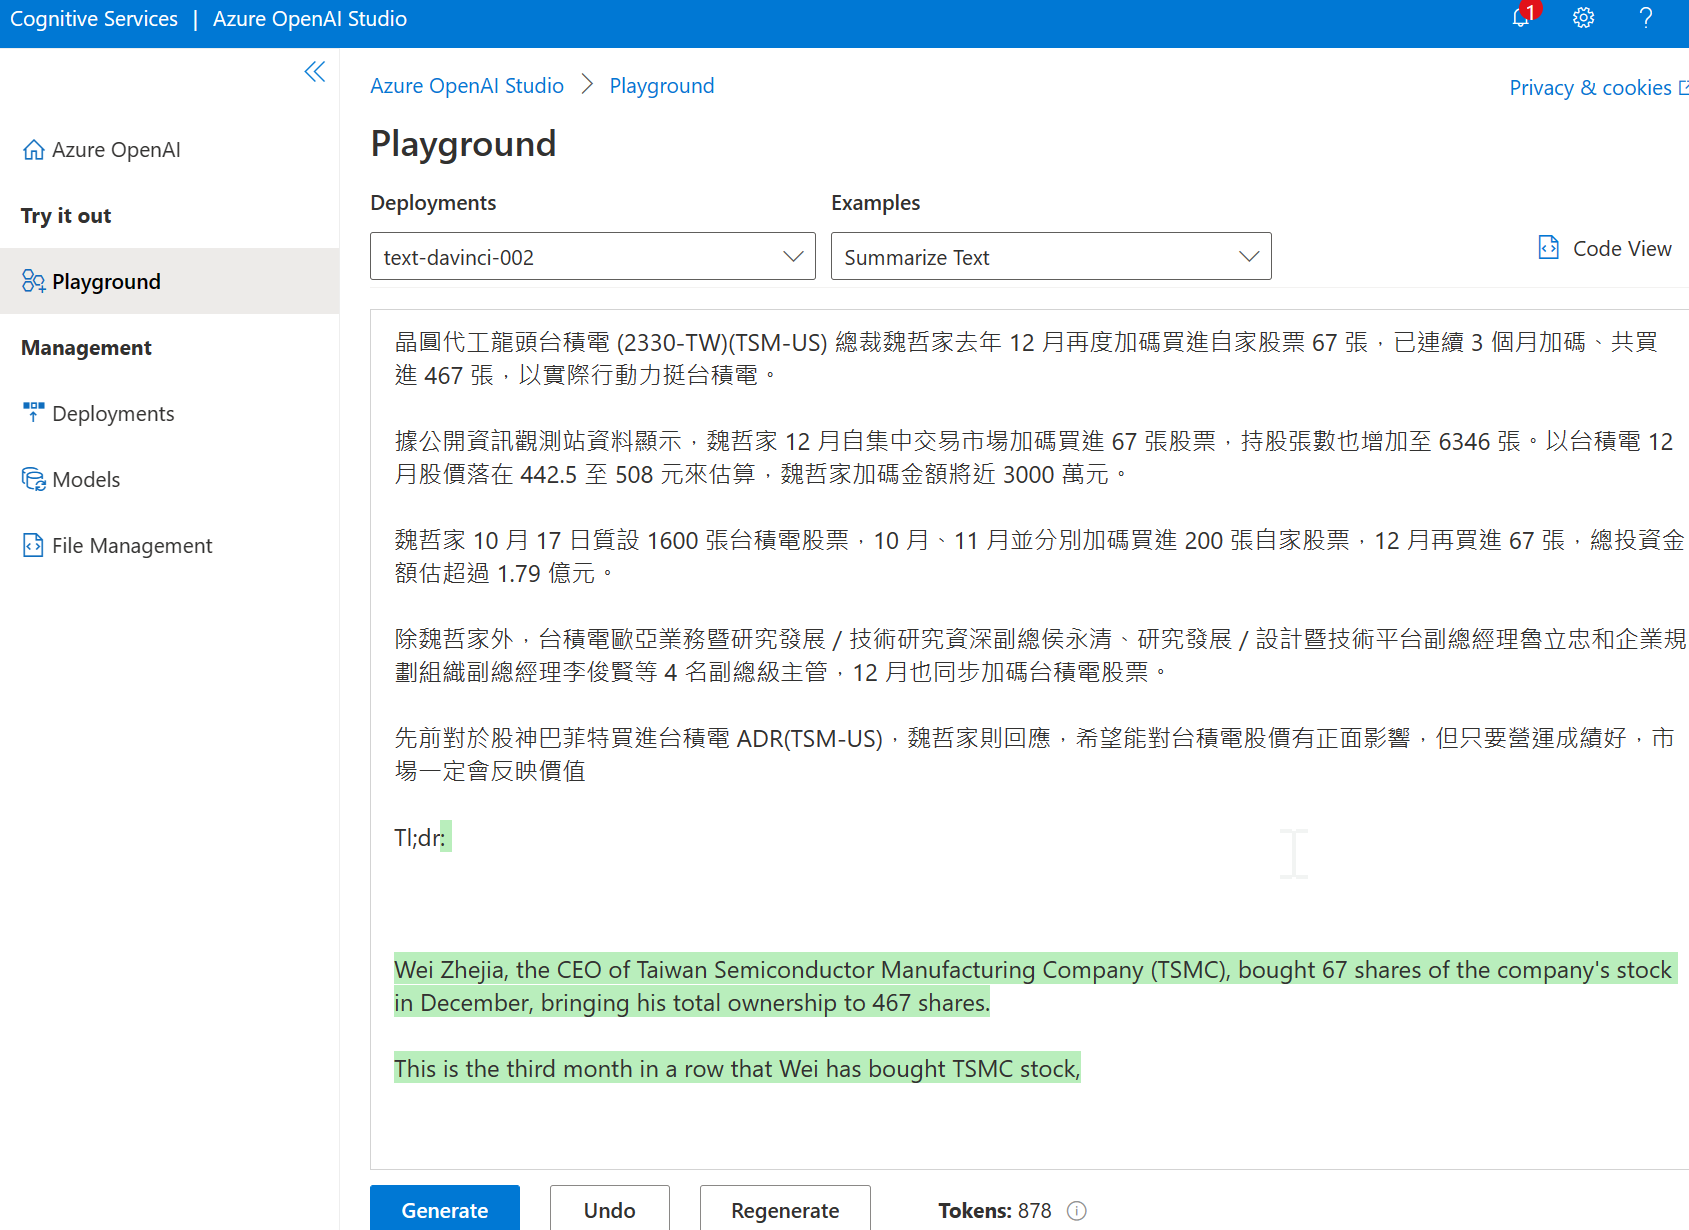 Cognitive Services | Azure OpenAI Studio
1
?
Azure OpenAI Studio > Playground
Privacy & cookies
Azure OpenAI
Playground
Try it out
Deployments
Examples
text-davinci-002
Summarize Text
Code View
Playground
Management
Deployments
Models
File Management
晶圓代工龍頭台積電 (2330-TW)(TSM-US) 總裁魏哲家去年 12 月再度加碼買進自家股票 67 張，已連續 3 個月加碼、共買
進 467 張，以實際行動力挺台積電。
據公開資訊觀測站資料顯示，魏哲家 12 月自集中交易市場加碼買進 67 張股票，持股張數也增加至 6346 張。以台積電 12
月股價落在 442.5 至 508 元來估算，魏哲家加碼金額將近 3000 萬元。
魏哲家 10 月 17 日質設 1600 張台積電股票，10 月、11 月並分別加碼買進 200 張自家股票，12 月再買進 67 張，總投資金
額估超過 1.79 億元。
除魏哲家外，台積電歐亞業務暨研究發展 / 技術研究資深副總侯永清、研究發展 / 設計暨技術平台副總經理魯立忠和企業規
劃組織副總經理李俊賢等 4 名副總級主管，12 月也同步加碼台積電股票。
先前對於股神巴菲特買進台積電 ADR(TSM-US)，魏哲家則回應，希望能對台積電股價有正面影響，但只要營運成績好，市
場一定會反映價值
Tl;dr:
Wei Zhejia, the CEO of Taiwan Semiconductor Manufacturing Company (TSMC), bought 67 shares of the company's stock
in December, bringing his total ownership to 467 shares.
This is the third month in a row that Wei has bought TSMC stock,
Generate
Undo
Regenerate
Tokens: 878